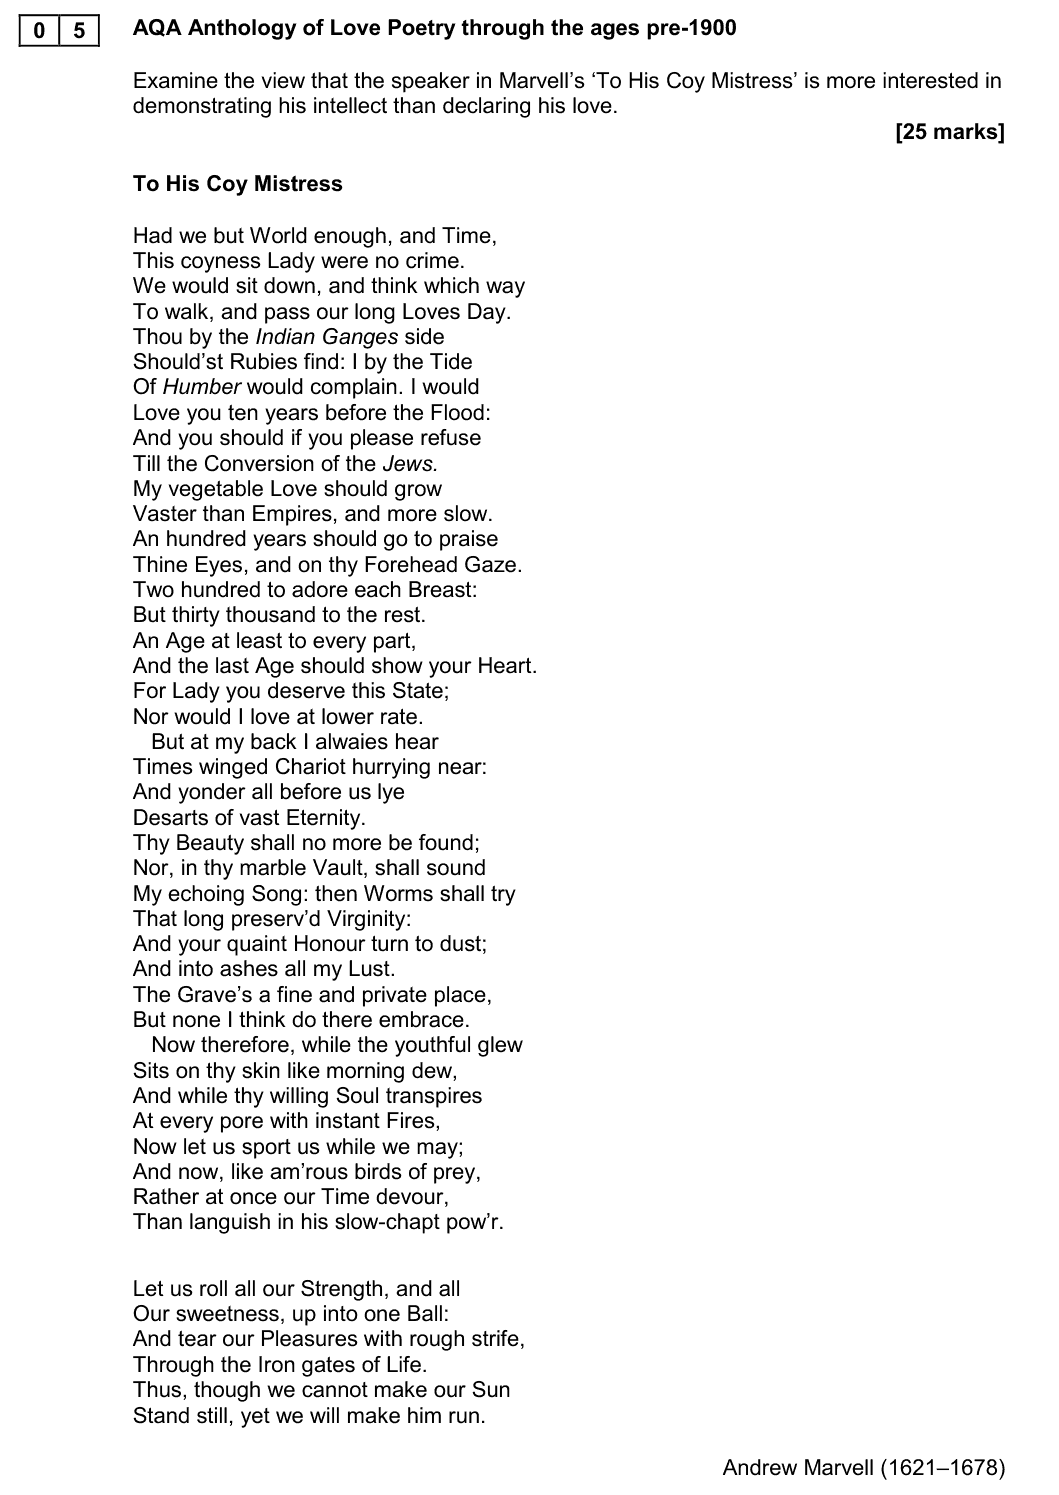 0 5 AQA Anthology of Love Poetry through the ages pre-1900
Examine the view that the speaker in Marvell's ‘To His Coy Mistress’ is more interested in
demonstrating his intellect than declaring his love.
[25 marks]
To His Coy Mistress
Had we but World enough, and Time,
This coyness Lady were no crime.
We would sit down, and think which way
To walk, and pass our long Loves Day.
Thou by the Indian Ganges side
Should'st Rubies find: I by the Tide
Of Humber would complain. I would
Love you ten years before the Flood:
And you should if you please refuse
Till the Conversion of the Jews.
My vegetable Love should grow
Vaster than Empires, and more slow.
An hundred years should go to praise
Thine Eyes, and on thy Forehead Gaze.
Two hundred to adore each Breast:
But thirty thousand to the rest.
An Age at least to every part,
And the last Age should show your Heart.
For Lady you deserve this State;
Nor would I love at lower rate.
But at my back I alwaies hear
Times winged Chariot hurrying near:
And yonder all before us lye
Desarts of vast Eternity.
Thy Beauty shall no more be found;
Nor, in thy marble Vault, shall sound
My echoing Song: then Worms shall try
That long preserv'd Virginity:
And your quaint Honour turn to dust;
And into ashes all my Lust.
The Grave's a fine and private place,
But none I think do there embrace.
Now therefore, while the youthful glew
Sits on thy skin like morning dew,
And while thy willing Soul transpires
At every pore with instant Fires,
Now let us sport us while we may;
And now, like am'rous birds of prey,
Rather at once our Time devour,
Than languish in his slow-chapt pow'r.
Let us roll all our Strength, and all
Our sweetness, up into one Ball:
And tear our Pleasures with rough strife,
Through the Iron gates of Life.
Thus, though we cannot make our Sun
Stand still, yet we will make him run.
Andrew Marvell (1621–1678)